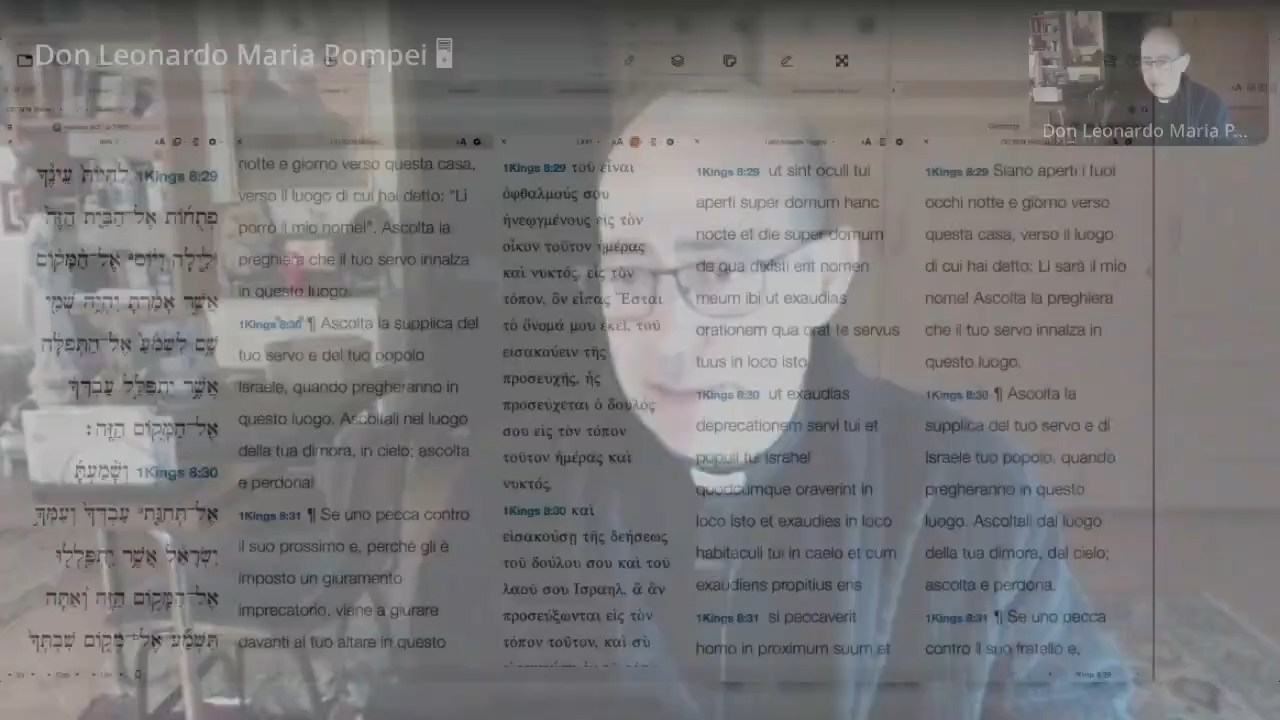 Don Leonardo Maria Pompei
Don Leonardo Maria P...
1Kings 8:29 לִהְיוֹת֩ עֵינֶ֨ךָ
פְתֻחֹ֜ות אֶל־הַבַּ֤יִת הַזֶּה֙
לַ֣יְלָה וָיֹ֔ום אֶל־הַ֨מָּקֹ֔ום
אֲשֶׁ֣ר אָמַ֔רְתָּ יִהְיֶ֥ה שְׁמִ֖י
שָׁ֑ם לִשְׁמֹ֙עַ֙ אֶל־הַתְּפִלָּ֔ה
אֲשֶׁ֣ר יִתְפַּלֵּ֣ל עַבְדְּךָ֔
אֶל־הַמָּקֹ֖ום הַזֶּֽה׃
1Kings 8:30 וְשָׁ֨מַעְתָּ֜
אֶל־תְּחִנַּ֤ת עַבְדְּךָ֙ וְעַמְּךָ֣
יִשְׂרָאֵ֔ל אֲשֶׁ֥ר יִֽתְפַּֽלְל֖וּ
אֶל־הַמָּקֹ֣ום הַזֶּ֑ה וְ֠אַתָּה
תִּשְׁמַ֞ע אֶל־מְקֹ֤ום שִׁבְתְּךָ֙
notte e giorno verso questa casa,
verso il luogo di cui hai detto: "Lì
porrò il mio nome!". Ascolta la
preghiera che il tuo servo innalza
in questo luogo.
1Kings 8:30 ¶ Ascolta la supplica del
tuo servo e del tuo popolo
Israele, quando pregheranno in
questo luogo. Ascoltali nel luogo
della tua dimora, in cielo; ascolta
e perdona!
1Kings 8:31 ¶ Se uno pecca contro
il suo prossimo e, perché gli è
imposto un giuramento
imprecatorio, viene a giurare
davanti al tuo altare in questo
1Kings 8:29 τοῦ εἶναι
ὀφθαλμούς σου
ἠνεῳγμένους εἰς τὸν
οἶκον τοῦτον ἡμέρας
καὶ νυκτός, εἰς τὸν
τόπον, ὃν εἶπας Ἔσται
τὸ ὄνομά μου ἐκεῖ, τοῦ
εἰσακούειν τῆς
προσευχῆς, ἧς
προσεύχεται ὁ δοῦλός
σου εἰς τὸν τόπον
τοῦτον ἡμέρας καὶ
νυκτός.
1Kings 8:30 καὶ
εἰσακούσῃ τῆς δεήσεως
τοῦ δούλου σου καὶ τοῦ
λαοῦ σου Ισραηλ, ἃ ἂν
προσεύξωνται εἰς τὸν
τόπον τοῦτον, καὶ σὺ
1Kings 8:29 ut sint oculi tui
aperti super domum hanc
nocte et die super domum
de qua dixisti erit nomen
meum ibi ut exaudias
orationem qua orat te servus
tuus in loco isto
1Kings 8:30 ut exaudias
deprecationem servi tui et
populi tui Israhel
quodcumque oraverint in
loco isto et exaudies in loco
habitaculi tui in caelo et cum
exaudieris propitius eris
1Kings 8:31 si peccaverit
homo in proximum suum et
1Kings 8:29 Siano aperti i tuoi
occhi notte e giorno verso
questa casa, verso il luogo
di cui hai detto: Lì sarà il mio
nome! Ascolta la preghiera
che il tuo servo innalza in
questo luogo.
1Kings 8:30 ¶ Ascolta la
supplica del tuo servo e di
Israele tuo popolo, quando
pregheranno in questo
luogo. Ascoltali dal luogo
della tua dimora, dal cielo;
ascolta e perdona.
1Kings 8:31 ¶ Se uno pecca
contro il suo fratello e,
1Kings 8:29